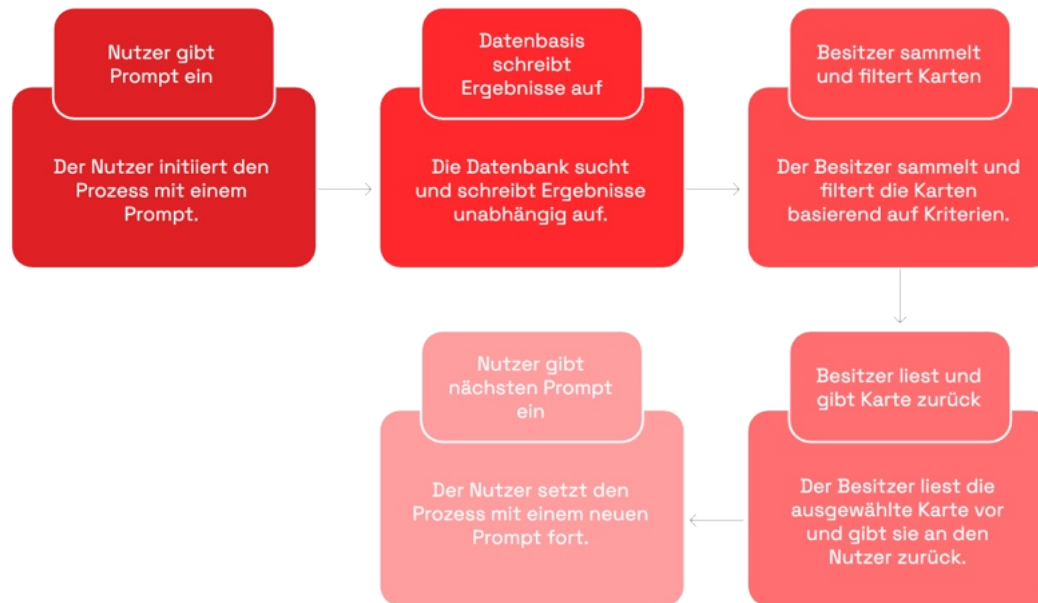 Nutzer gibt
Prompt ein
Der Nutzer initiiert den
Prozess mit einem
Prompt.
Datenbasis
schreibt
Ergebnisse auf
Die Datenbank sucht
und schreibt Ergebnisse
unabhängig auf.
Besitzer sammelt
und filtert Karten
Der Besitzer sammelt und
filtert die Karten
basierend auf Kriterien.
Besitzer liest und
gibt Karte zurück
Der Besitzer liest die
ausgewählte Karte vor
und gibt sie an den
Nutzer zurück.
Nutzer gibt
nächsten Prompt
ein
Der Nutzer setzt den
Prozess mit einem neuen
Prompt fort.